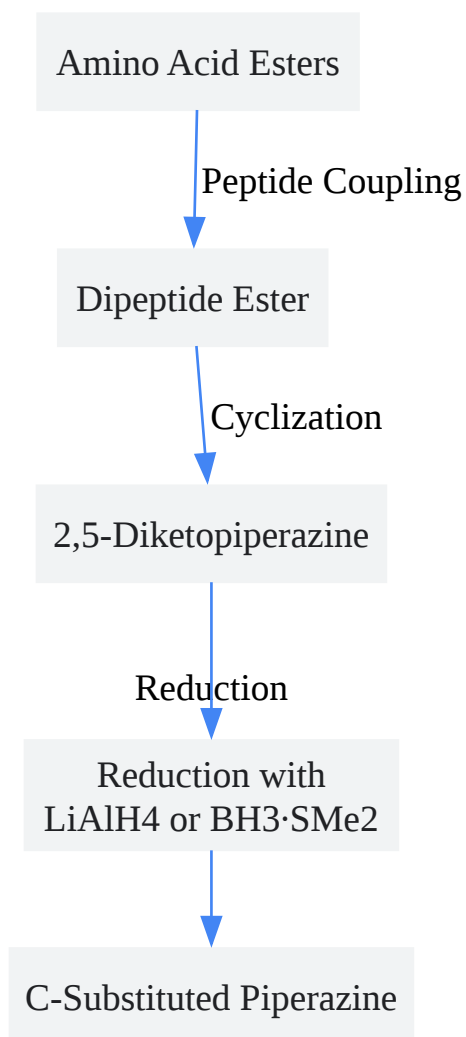 Amino Acid Esters
Peptide Coupling
Dipeptide Ester
Cyclization
2,5-Diketopiperazine
Reduction
Reduction with
LiAlH4 or BH3·SMe2
C-Substituted Piperazine